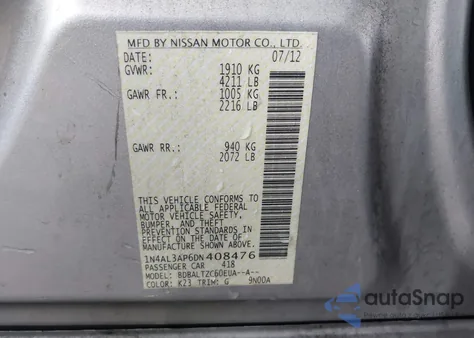 MFD BY NISSAN MOTOR CO., LTD
DATE: 07/12
GVWR: 1910 KG
4211 LB
GAWR FR.: 1005 KG
2216 LB
GAWR RR.: 940 KG
2072 LB
THIS VEHICLE CONFORMS TO
ALL APPLICABLE FEDERAL
MOTOR VEHICLE SAFETY,
BUMPER, AND THEFT
PREVENTION STANDARDS IN
EFFECT ON THE DATE OF
MANUFACTURE SHOWN ABOVE.
1N4AL3AP6DN408476
PASSENGER CAR 418
MODEL: BDBALTZC60EUA--A--
COLOR: K23 TRIM: G 9N00A
autoSnap